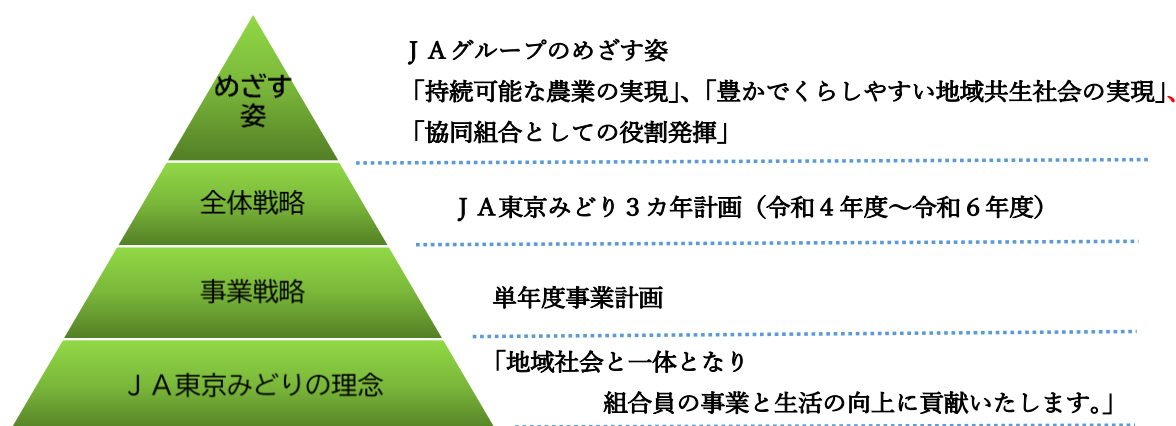 めざす
姿
ＪＡグループのめざす姿
「持続可能な農業の実現」、「豊かでくらしやすい地域共生社会の実現」、
「協同組合としての役割発揮」
全体戦略
ＪＡ東京みどり３カ年計画（令和４年度～令和６年度）
事業戦略
単年度事業計画
ＪＡ東京みどりの理念
「地域社会と一体となり
組合員の事業と生活の向上に貢献いたします。」